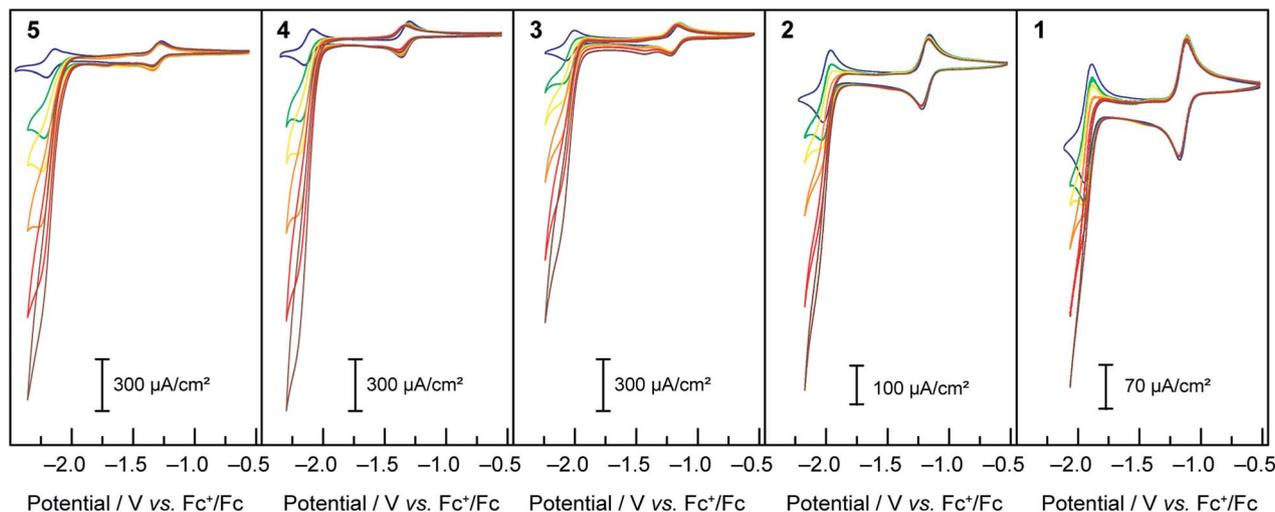 5 4 3 2 1
300 μA/cm² 300 μA/cm² 300 μA/cm² 100 μA/cm² 70 μA/cm²
–2.0 –1.5 –1.0 –0.5 –2.0 –1.5 –1.0 –0.5 –2.0 –1.5 –1.0 –0.5 –2.0 –1.5 –1.0 –0.5 –2.0 –1.5 –1.0 –0.5
Potential / V vs. Fc⁺/Fc Potential / V vs. Fc⁺/Fc Potential / V vs. Fc⁺/Fc Potential / V vs. Fc⁺/Fc Potential / V vs. Fc⁺/Fc